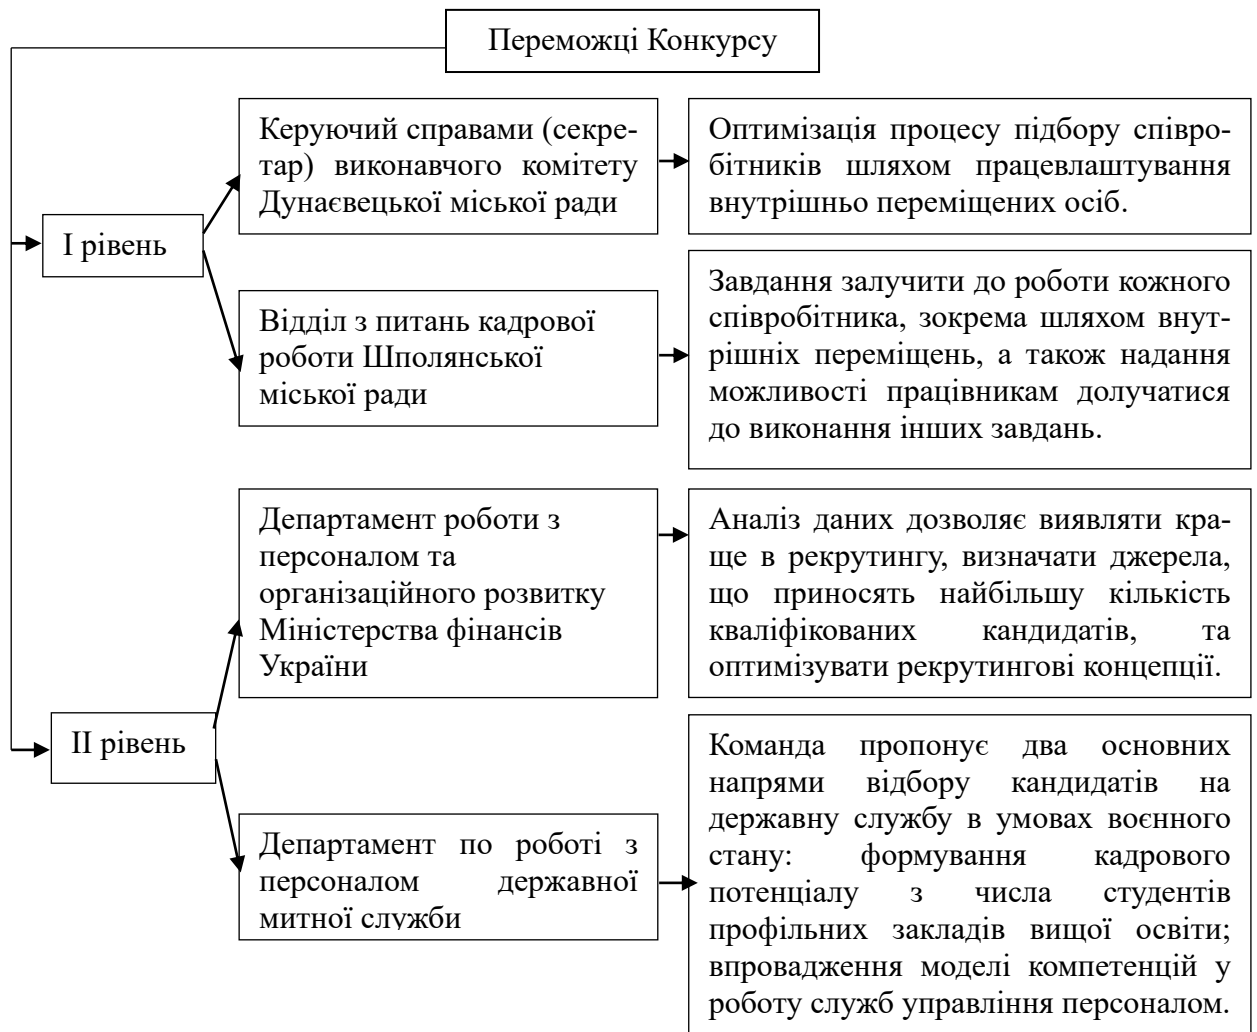 Переможці Конкурсу
І рівень
Керуючий справами (секре-
тар) виконавчого комітету
Дунаєвецької міської ради
Оптимізація процесу підбору співро-
бітників шляхом працевлаштування
внутрішньо переміщених осіб.
Відділ з питань кадрової
роботи Шполянської
міської ради
Завдання залучити до роботи кожного
співробітника, зокрема шляхом внут-
рішніх переміщень, а також надання
можливості працівникам долучатися
до виконання інших завдань.
ІІ рівень
Департамент роботи з
персоналом та
організаційного розвитку
Міністерства фінансів
України
Аналіз даних дозволяє виявляти кра-
ще в рекрутингу, визначати джерела,
що приносять найбільшу кількість
кваліфікованих кандидатів, та
оптимізувати рекрутингові концепції.
Департамент по роботі з
персоналом державної
митної служби
Команда пропонує два основних
напрями відбору кандидатів на
державну службу в умовах воєнного
стану: формування кадрового
потенціалу з числа студентів
профільних закладів вищої освіти;
впровадження моделі компетенцій у
роботу служб управління персоналом.